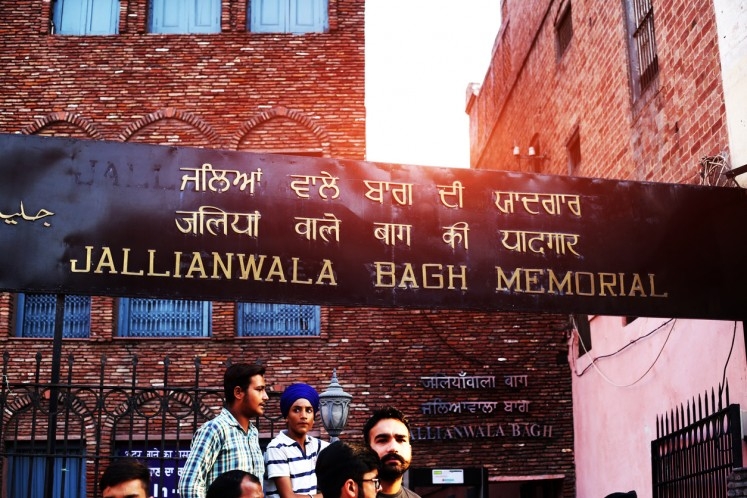 ਜਲਿਆਂ ਵਾਲੇ ਬਾਗ ਦੀ ਯਾਦਗਾਰ
जलियां वाले बाग की यादगार
JALLIANWALA BAGH MEMORIAL
जलियाँवाला बाग
ਜਲਿਆਂਵਾਲਾ ਬਾਗ਼
JALLIANWALA BAGH